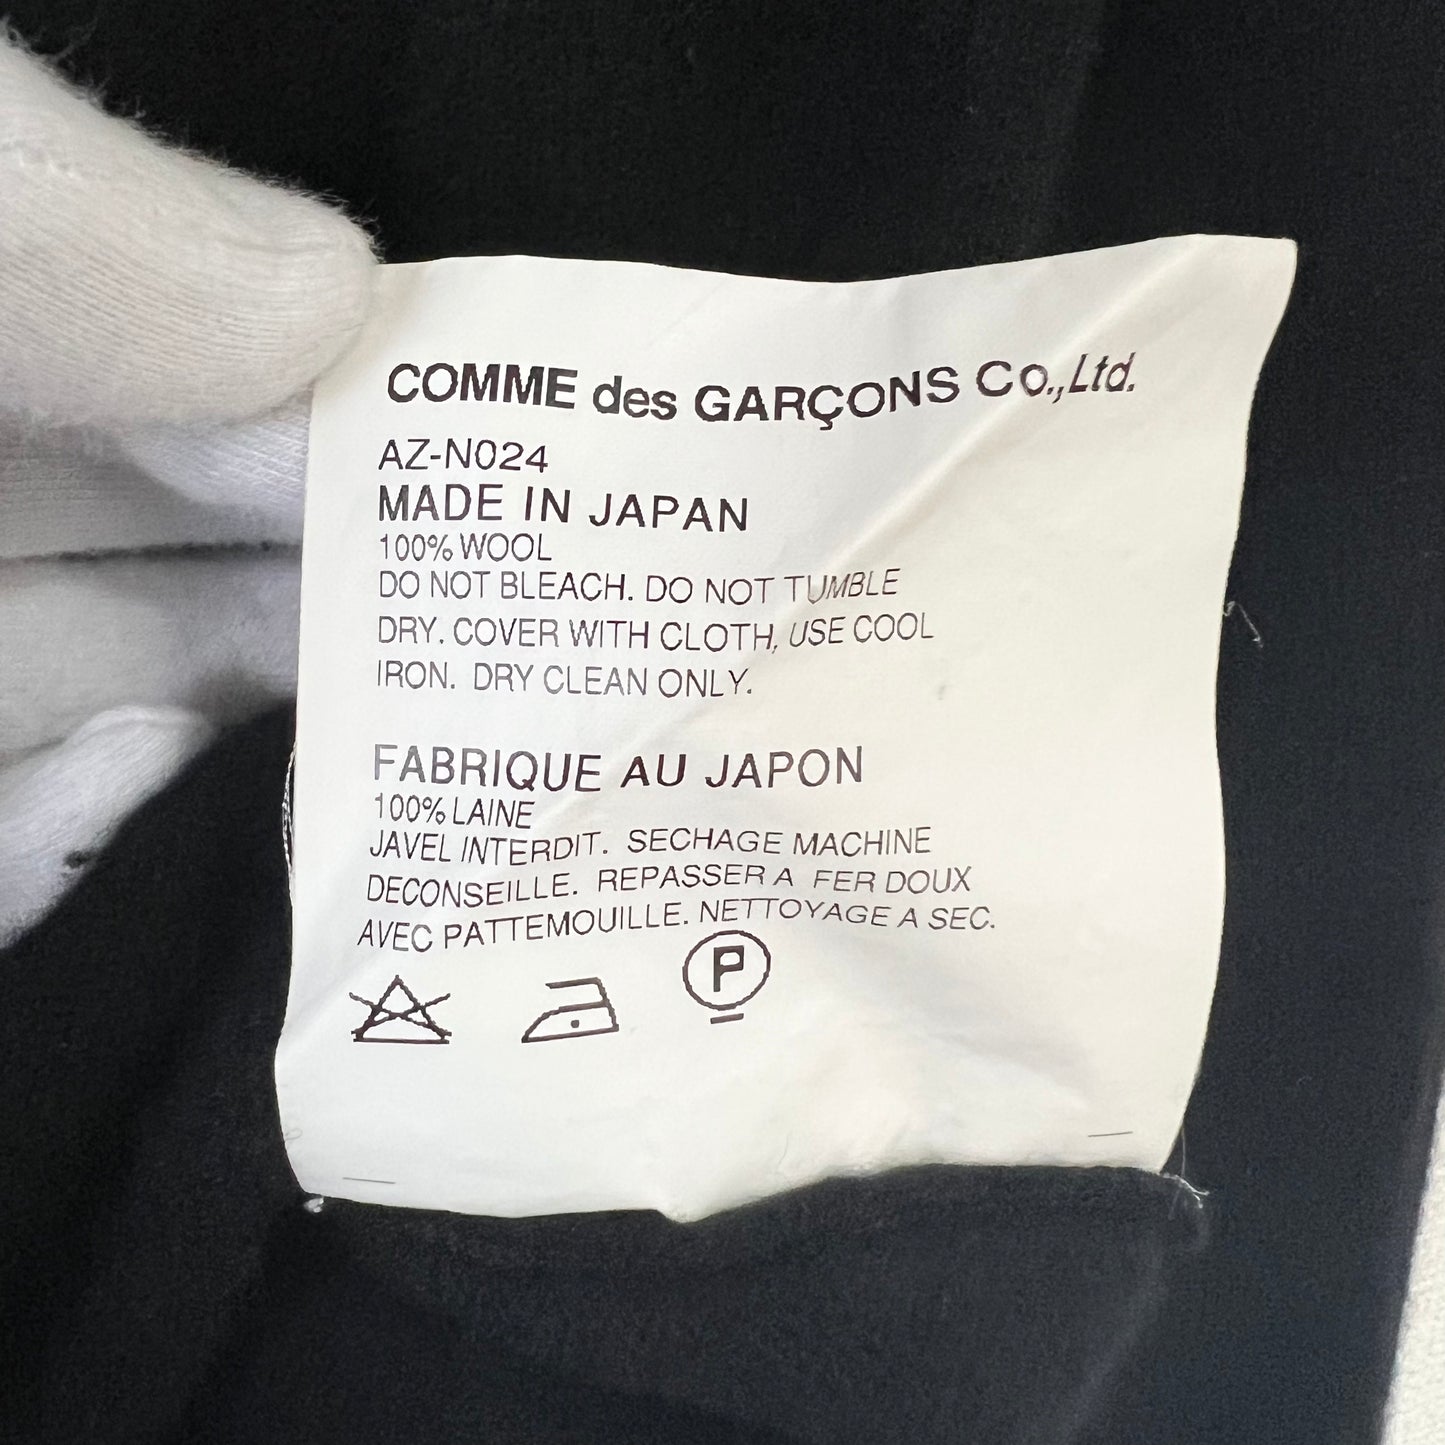 COMME des GARÇONS Co.,Ltd.
AZ-N024
MADE IN JAPAN
100% WOOL
DO NOT BLEACH. DO NOT TUMBLE
DRY. COVER WITH CLOTH, USE COOL
IRON. DRY CLEAN ONLY.
FABRIQUE AU JAPON
100% LAINE
JAVEL INTERDIT. SECHAGE MACHINE
DECONSEILLE. REPASSER A FER DOUX
AVEC PATTEMOUILLE. NETTOYAGE A SEC.
P